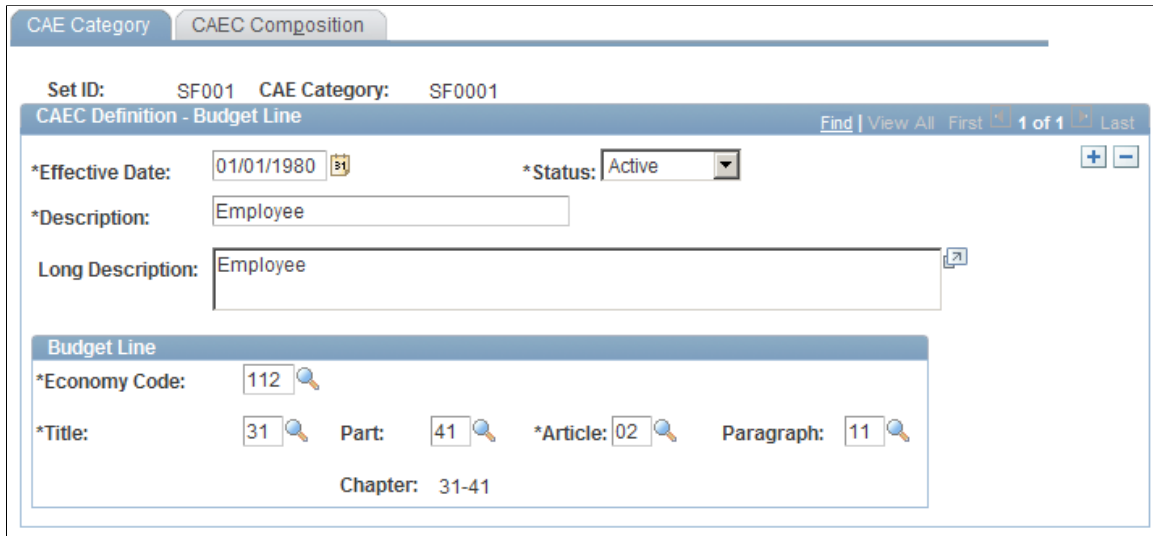 CAE Category CAEC Composition
Set ID: SF001 CAE Category: SF0001
CAEC Definition - Budget Line Find | View All First 1 of 1 Last
*Effective Date: 01/01/1980 31 *Status: Active
*Description: Employee
Long Description: Employee
Budget Line
*Economy Code: 112
*Title: 31 Part: 41 *Article: 02 Paragraph: 11
Chapter: 31-41